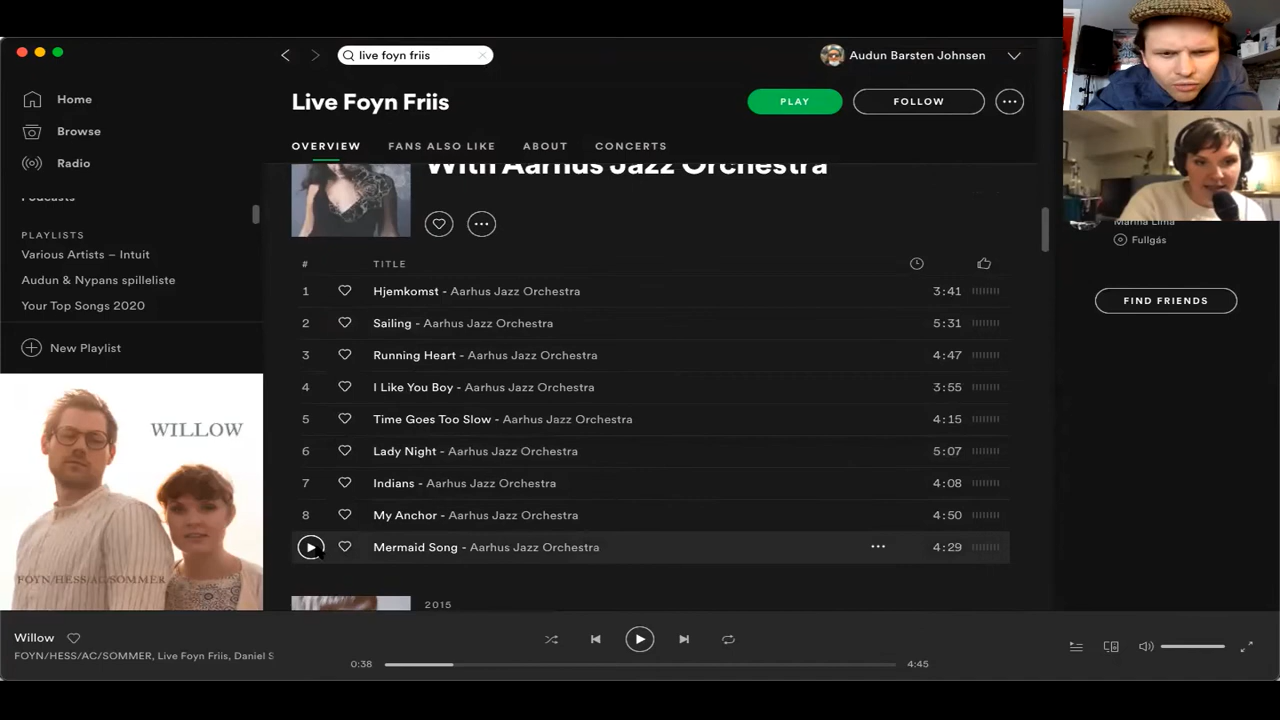 live foyn friis
Audun Barsten Johnsen
Home
Browse
Radio
Podcasts
PLAYLISTS
Various Artists – Intuit
Audun & Nypans spilleliste
Your Top Songs 2020
New Playlist
WILLOW
FOYN/HESS/AC/SOMMER
Live Foyn Friis
PLAY
FOLLOW
OVERVIEW FANS ALSO LIKE ABOUT CONCERTS
With Aarhus Jazz Orchestra
# TITLE
1 Hjemkomst - Aarhus Jazz Orchestra 3:41
2 Sailing - Aarhus Jazz Orchestra 5:31
3 Running Heart - Aarhus Jazz Orchestra 4:47
4 I Like You Boy - Aarhus Jazz Orchestra 3:55
5 Time Goes Too Slow - Aarhus Jazz Orchestra 4:15
6 Lady Night - Aarhus Jazz Orchestra 5:07
7 Indians - Aarhus Jazz Orchestra 4:08
8 My Anchor - Aarhus Jazz Orchestra 4:50
Mermaid Song - Aarhus Jazz Orchestra 4:29
2015
Marina Lima
Fullgás
FIND FRIENDS
Willow
FOYN/HESS/AC/SOMMER, Live Foyn Friis, Daniel S
0:38
4:45